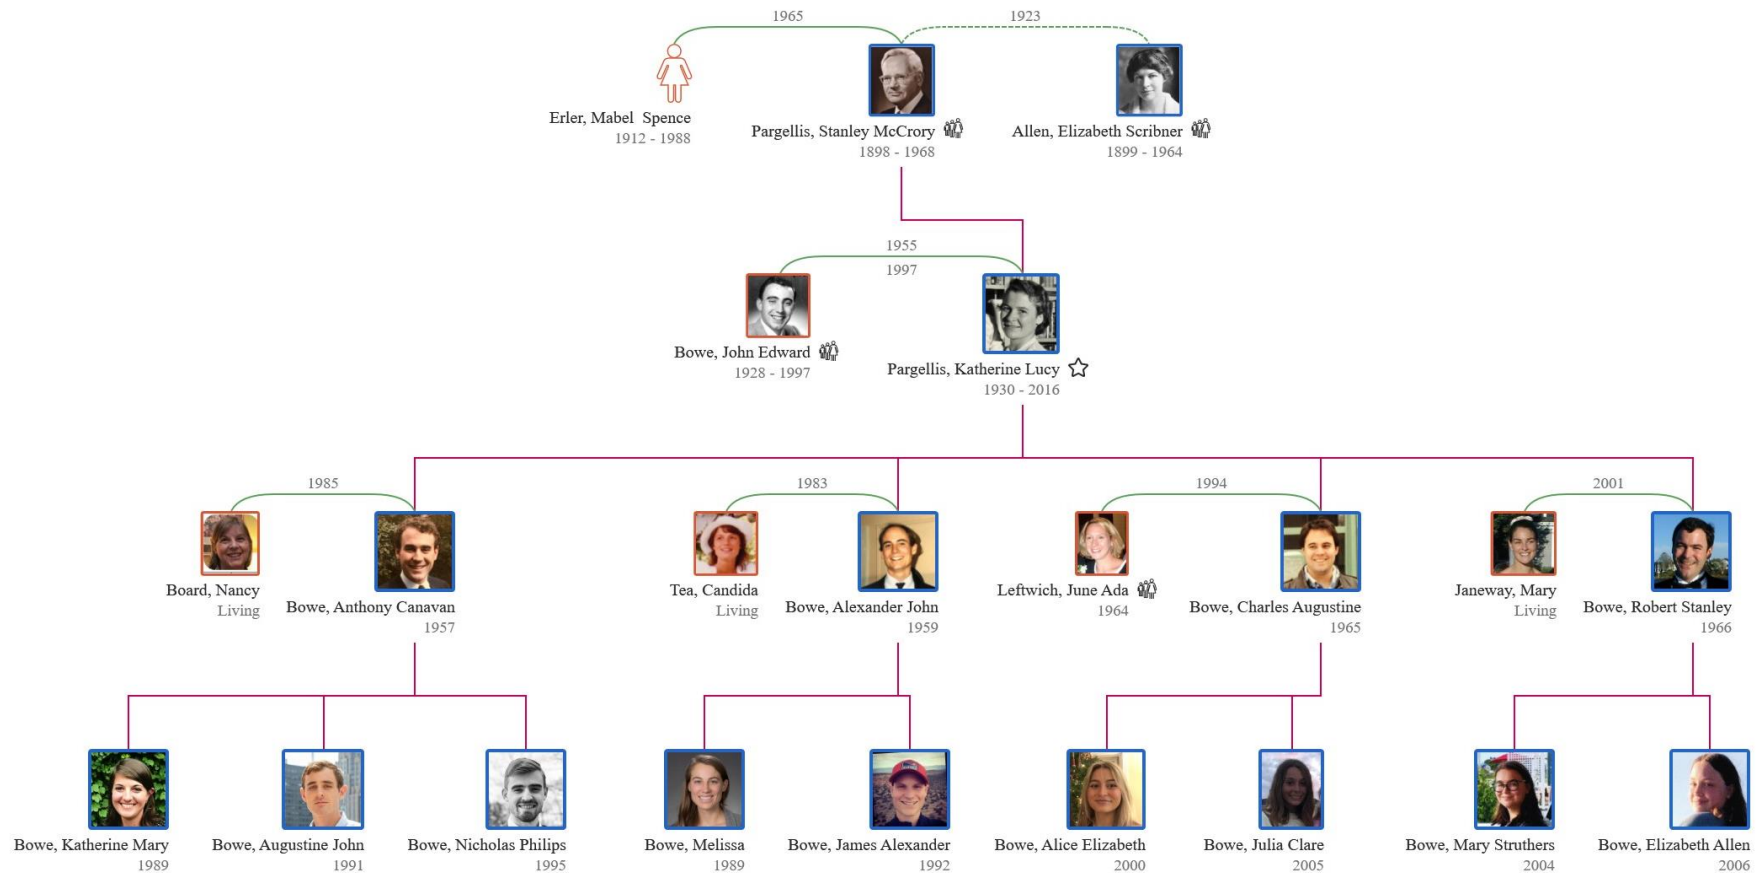 1965
1923
Erler, Mabel  Spence
1912 - 1988
Pargellis, Stanley McCrory
1898 - 1968
Allen, Elizabeth Scribner
1899 - 1964
1955
1997
Bowe, John Edward
1928 - 1997
Pargellis, Katherine Lucy
1930 - 2016
1985
1983
1994
2001
Board, Nancy
Living
Bowe, Anthony Canavan
1957
Tea, Candida
Living
Bowe, Alexander John
1959
Leftwich, June Ada
1964
Bowe, Charles Augustine
1965
Janeway, Mary
Living
Bowe, Robert Stanley
1966
Bowe, Katherine Mary
1989
Bowe, Augustine John
1991
Bowe, Nicholas Philips
1995
Bowe, Melissa
1989
Bowe, James Alexander
1992
Bowe, Alice Elizabeth
2000
Bowe, Julia Clare
2005
Bowe, Mary Struthers
2004
Bowe, Elizabeth Allen
2006